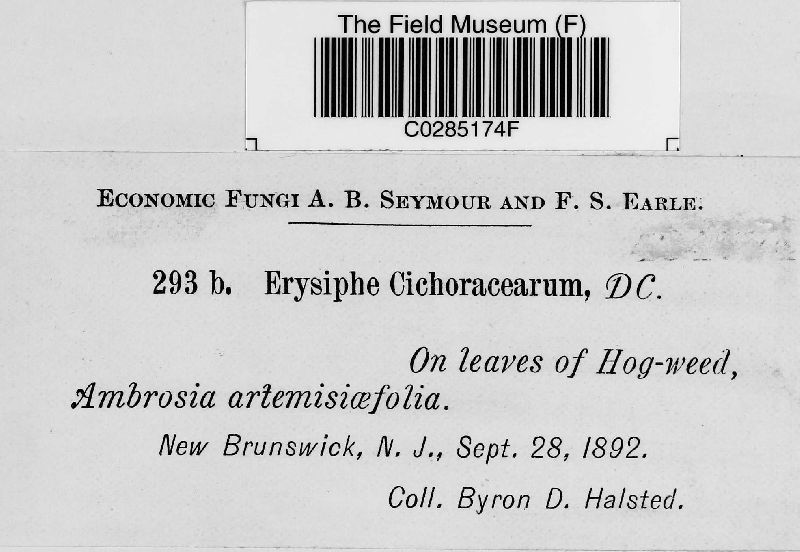 The Field Museum (F)
C0285174F
Economic Fungi A. B. Seymour and F. S. Earle.
293 b. Erysiphe Cichoracearum, DC.
On leaves of Hog-weed,
Ambrosia artemisiæfolia.
New Brunswick, N. J., Sept. 28, 1892.
Coll. Byron D. Halsted.